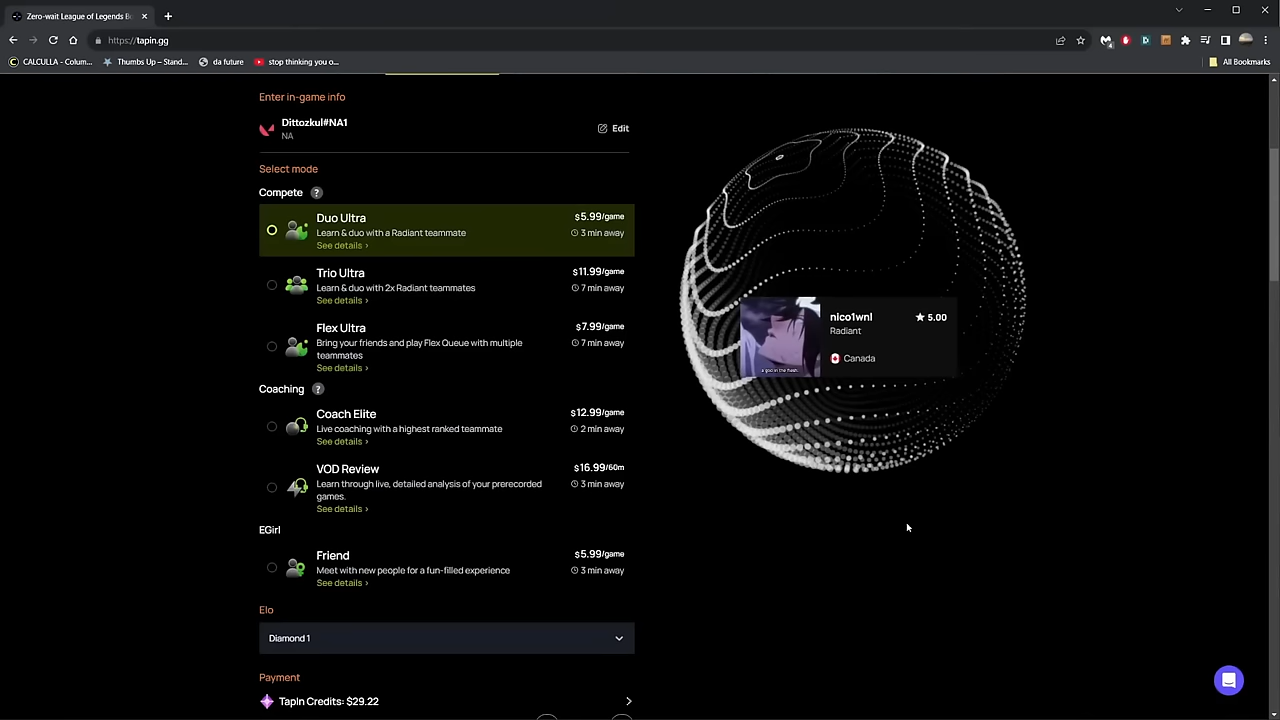 Zero-wait League of Legends Bo
https://tapin.gg
CALCULLA - Colum...
Thumbs Up – Stand...
da future
stop thinking you o...
All Bookmarks
Enter in-game info
Dittozkul#NA1
NA
Edit
Select mode
Compete ?
Duo Ultra
$5.99/game
Learn & duo with a Radiant teammate
3 min away
See details ›
Trio Ultra
$11.99/game
Learn & duo with 2x Radiant teammates
7 min away
See details ›
Flex Ultra
$7.99/game
Bring your friends and play Flex Queue with multiple
teammates
7 min away
See details ›
Coaching ?
Coach Elite
$12.99/game
Live coaching with a highest ranked teammate
2 min away
See details ›
VOD Review
$16.99/60m
Learn through live, detailed analysis of your prerecorded
games.
3 min away
See details ›
EGirl
Friend
$5.99/game
Meet with new people for a fun-filled experience
3 min away
See details ›
Elo
Diamond 1
Payment
TapIn Credits: $29.22
nico1wnl
5.00
Radiant
Canada
a god in the flesh